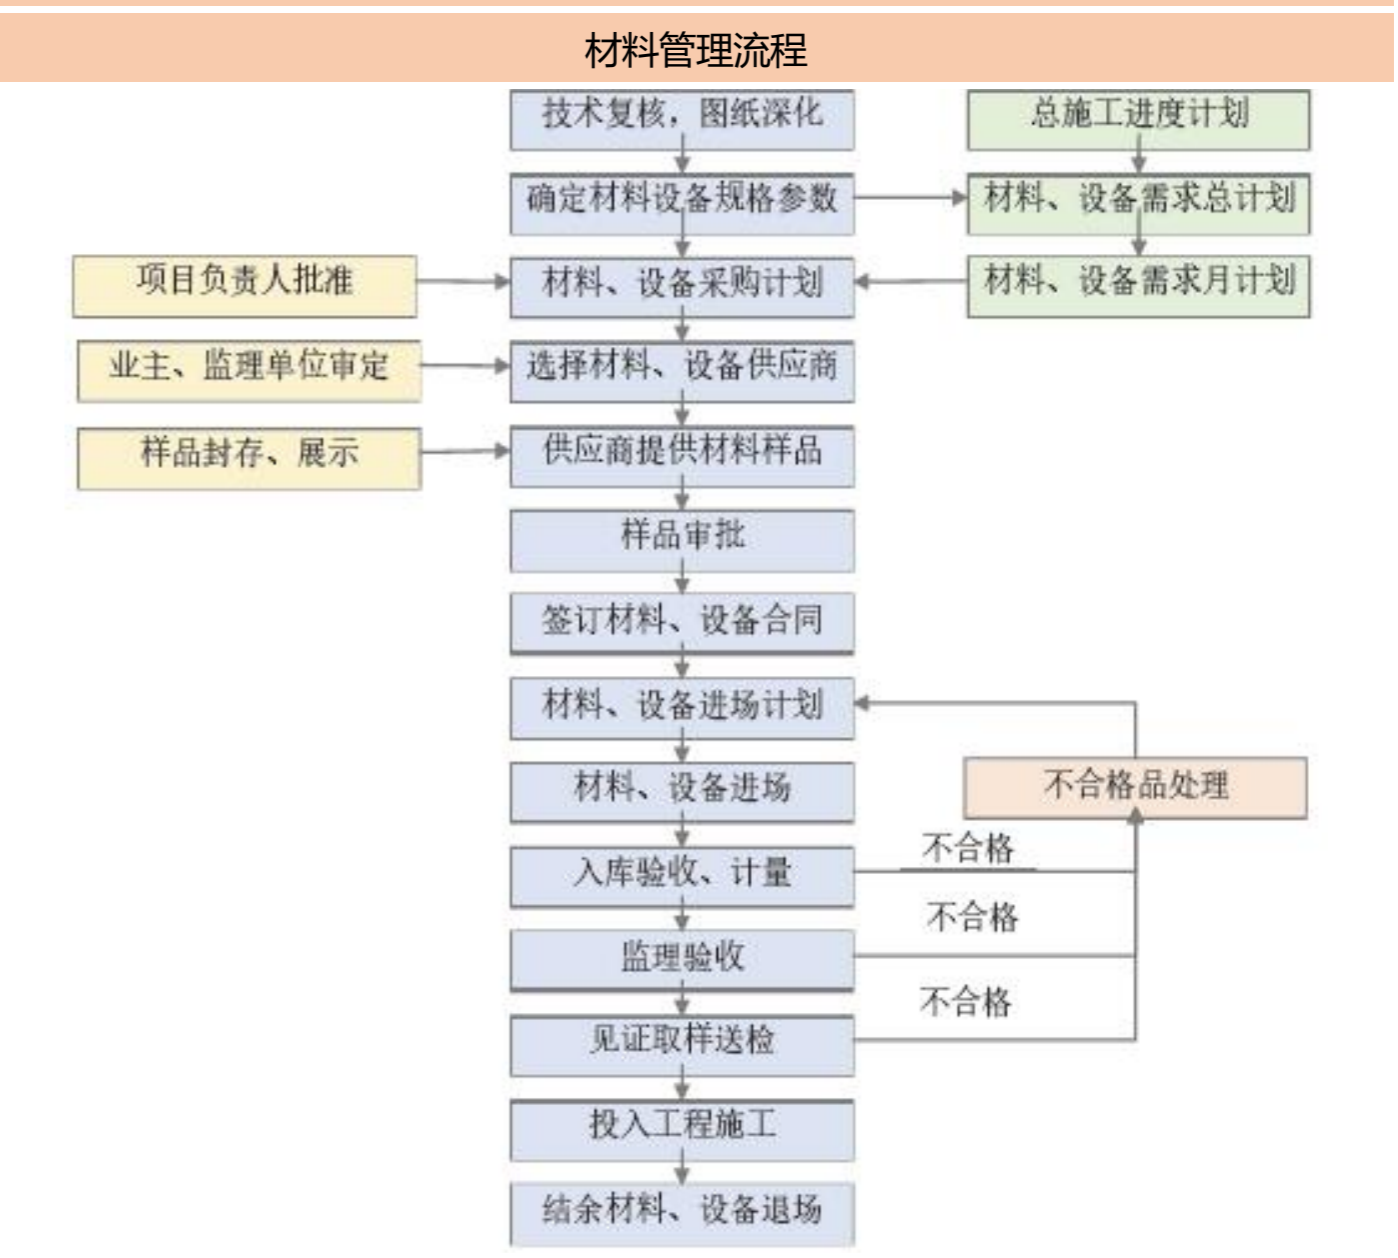 材料管理流程
技术复核，图纸深化
总施工进度计划
确定材料设备规格参数
材料、设备需求总计划
项目负责人批准
材料、设备采购计划
材料、设备需求月计划
业主、监理单位审定
选择材料、设备供应商
样品封存、展示
供应商提供材料样品
样品审批
签订材料、设备合同
材料、设备进场计划
材料、设备进场
不合格品处理
入库验收、计量
不合格
监理验收
不合格
见证取样送检
不合格
投入工程施工
结余材料、设备退场